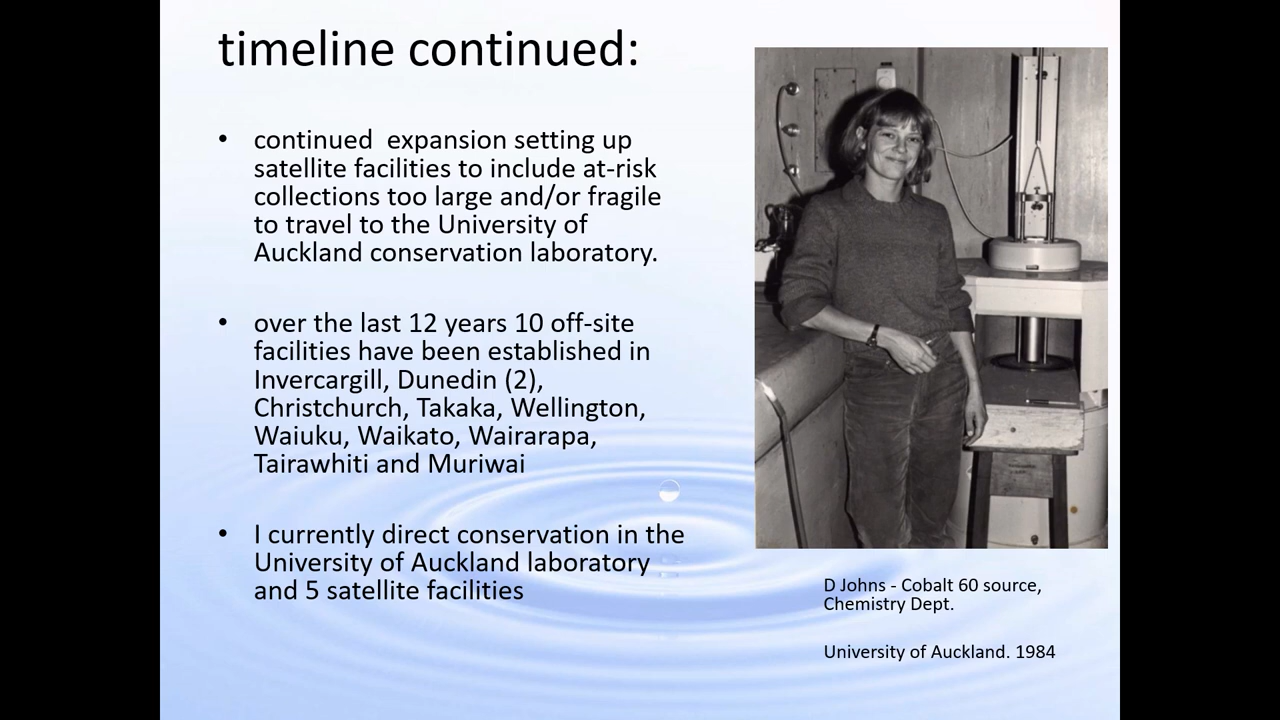 timeline continued:
• continued  expansion setting up
satellite facilities to include at-risk
collections too large and/or fragile
to travel to the University of
Auckland conservation laboratory.
• over the last 12 years 10 off-site
facilities have been established in
Invercargill, Dunedin (2),
Christchurch, Takaka, Wellington,
Waiuku, Waikato, Wairarapa,
Tairawhiti and Muriwai
• I currently direct conservation in the
University of Auckland laboratory
and 5 satellite facilities
D Johns - Cobalt 60 source,
Chemistry Dept.
University of Auckland. 1984